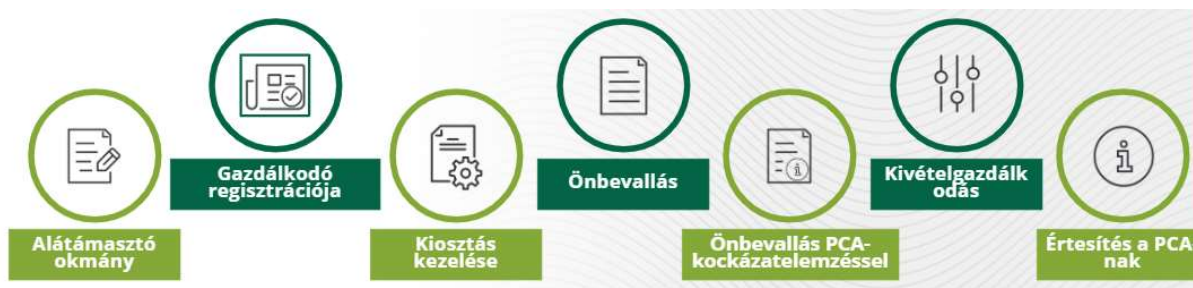 Alátámasztó
okmány
Gazdálkodó
regisztrációja
Kiosztás
kezelése
Önbevallás
Önbevallás PCA-
kockázatelemzéssel
Kivételgazdálk
odás
Értesítés a PCA
nak